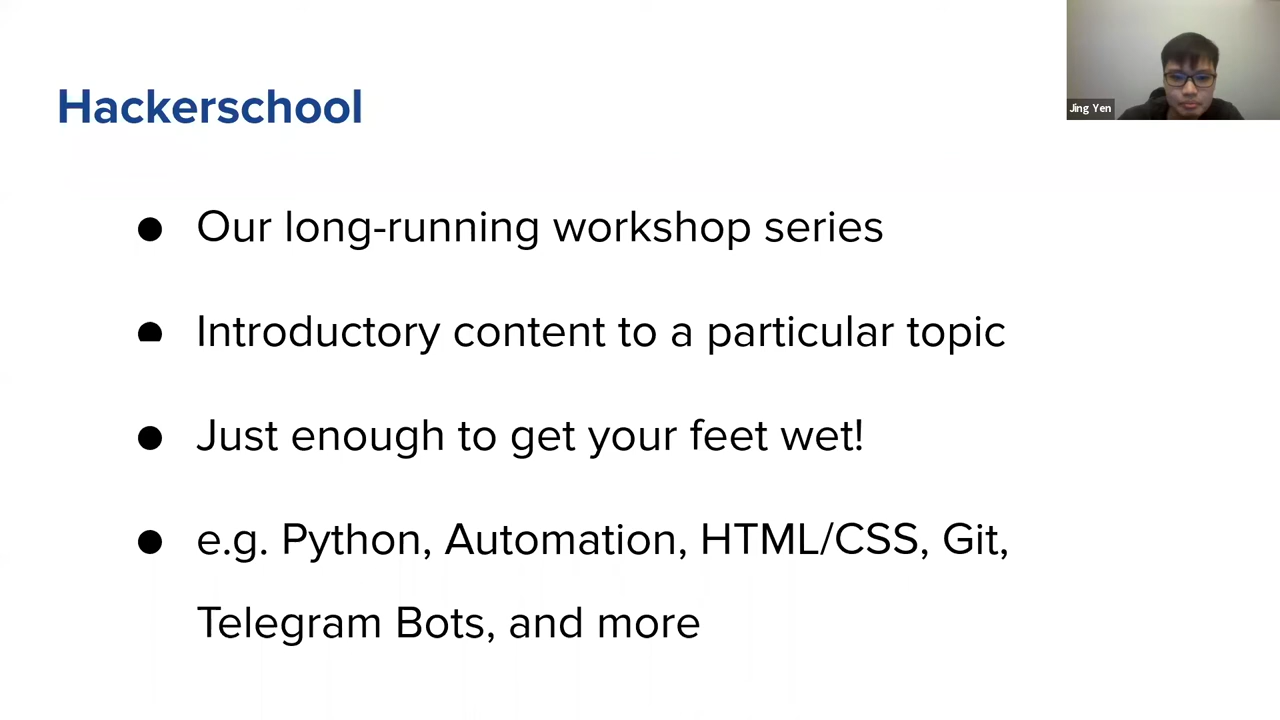 Hackerschool
Jing Yen
● Our long-running workshop series
● Introductory content to a particular topic
● Just enough to get your feet wet!
● e.g. Python, Automation, HTML/CSS, Git,
Telegram Bots, and more